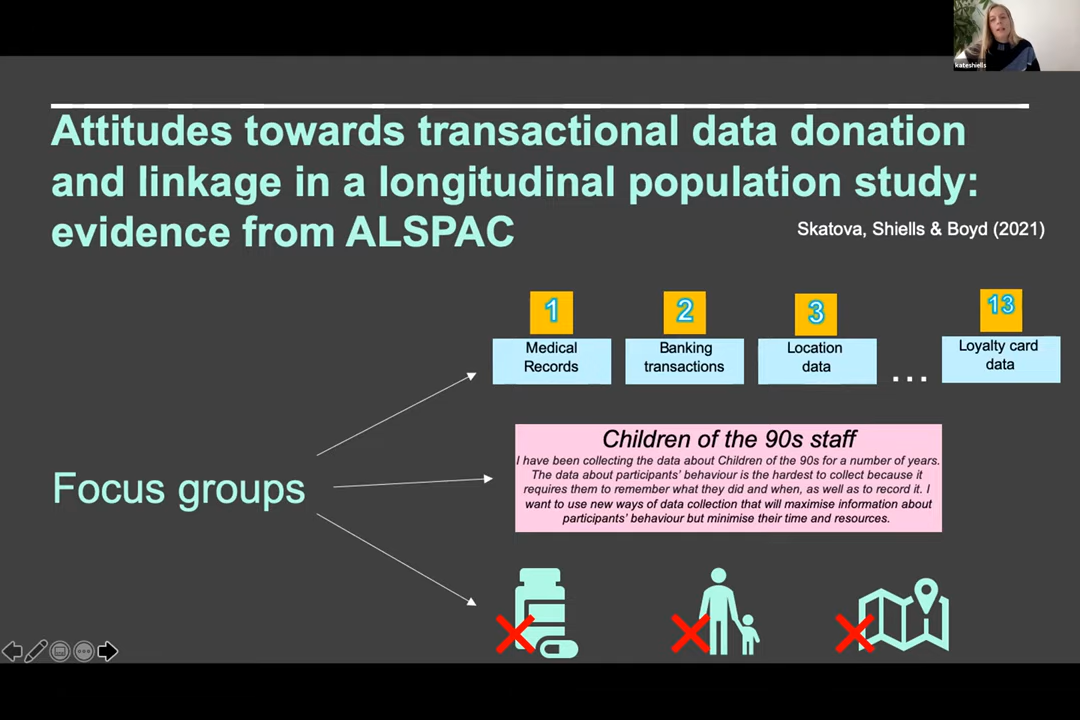 kateshiells
Attitudes towards transactional data donation
and linkage in a longitudinal population study:
evidence from ALSPAC
Skatova, Shiells & Boyd (2021)
1
2
3
13
Medical
Records
Banking
transactions
Location
data
...
Loyalty card
data
Focus groups
Children of the 90s staff
I have been collecting the data about Children of the 90s for a number of years.
The data about participants' behaviour is the hardest to collect because it
requires them to remember what they did and when, as well as to record it. I
want to use new ways of data collection that will maximise information about
participants' behaviour but minimise their time and resources.